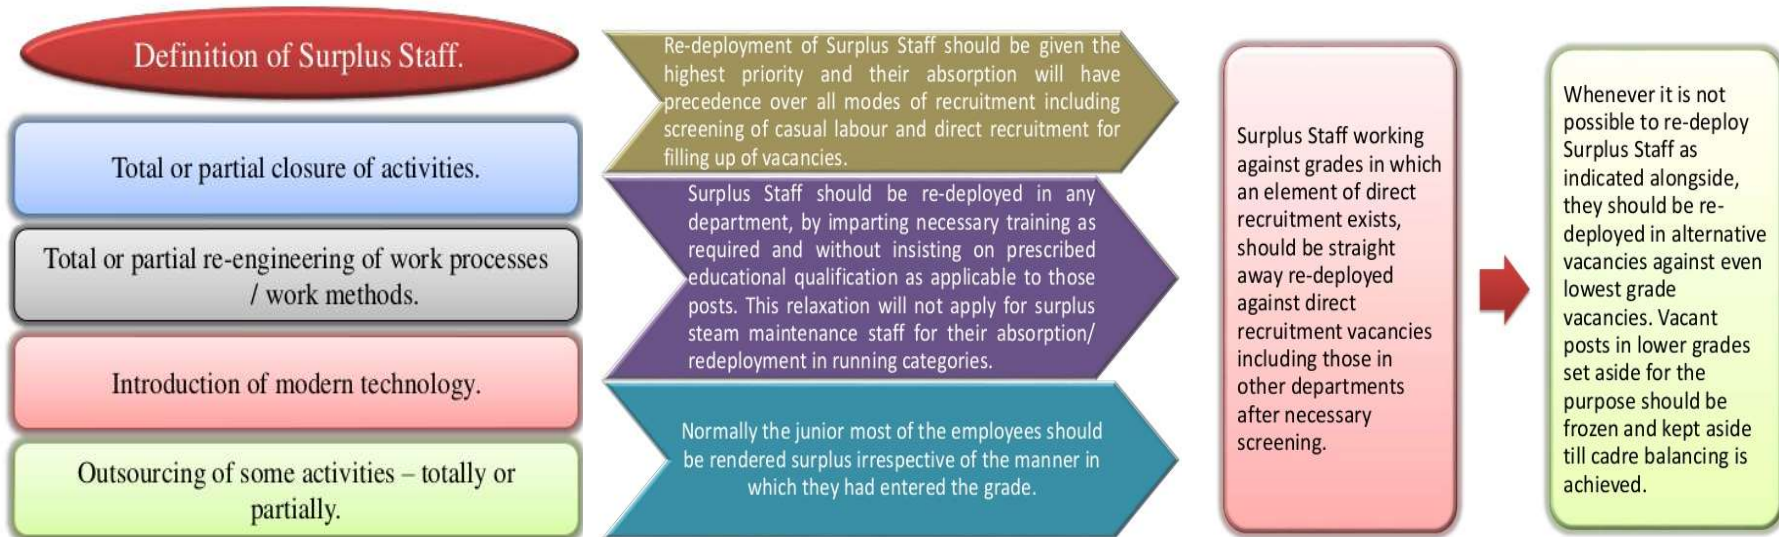 Definition of Surplus Staff.
Total or partial closure of activities.
Total or partial re-engineering of work processes
/ work methods.
Introduction of modern technology.
Outsourcing of some activities – totally or
partially.
Re-deployment of Surplus Staff should be given the
highest priority and their absorption will have
precedence over all modes of recruitment including
screening of casual labour and direct recruitment for
filling up of vacancies.
Surplus Staff should be re-deployed in any
department, by imparting necessary training as
required and without insisting on prescribed
educational qualification as applicable to those
posts. This relaxation will not apply for surplus
steam maintenance staff for their absorption/
redeployment in running categories.
Normally the junior most of the employees should
be rendered surplus irrespective of the manner in
which they had entered the grade.
Surplus Staff working
against grades in which
an element of direct
recruitment exists,
should be straight
away re-deployed
against direct
recruitment vacancies
including those in
other departments
after necessary
screening.
Whenever it is not
possible to re-deploy
Surplus Staff as
indicated alongside,
they should be re-
deployed in alternative
vacancies against even
lowest grade
vacancies. Vacant
posts in lower grades
set aside for the
purpose should be
frozen and kept aside
till cadre balancing is
achieved.